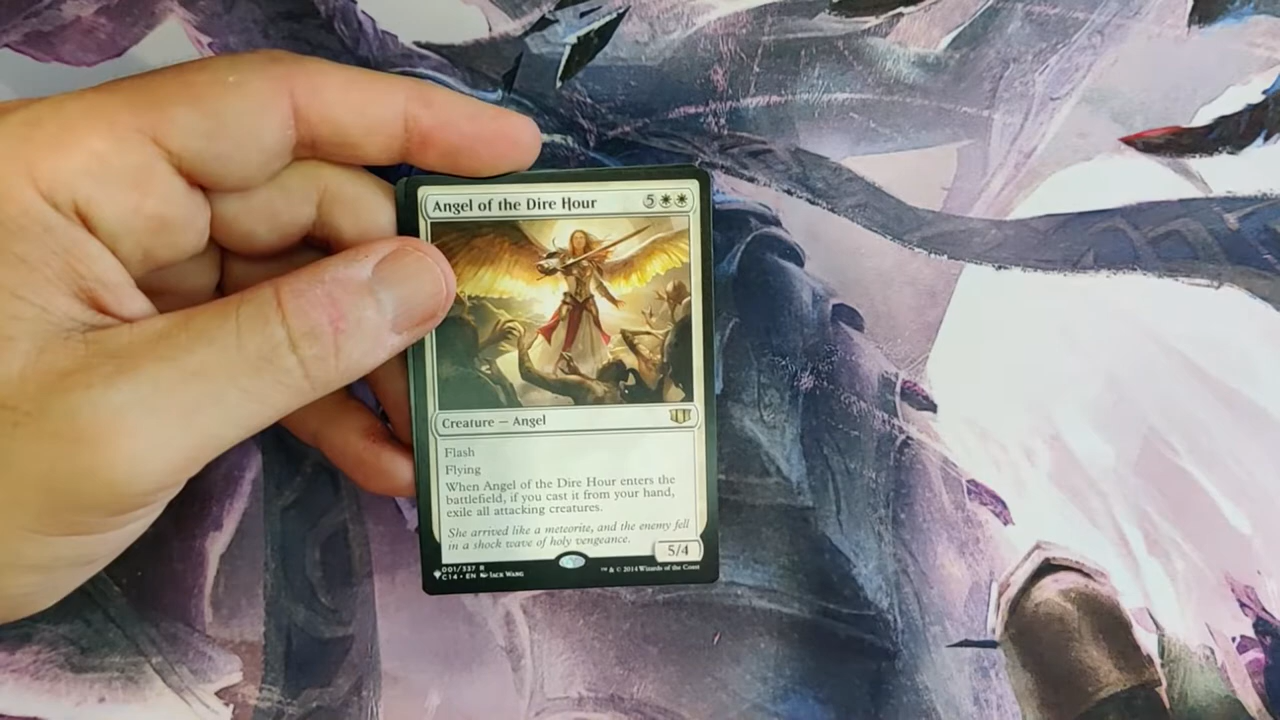 Angel of the Dire Hour 5
Creature — Angel
Flash
Flying
When Angel of the Dire Hour enters the
battlefield, if you cast it from your hand,
exile all attacking creatures.
She arrived like a meteorite, and the enemy fell
in a shock wave of holy vengeance.
5/4
001/337 R
C14 • EN Jack Wang
™ & © 2014 Wizards of the Coast